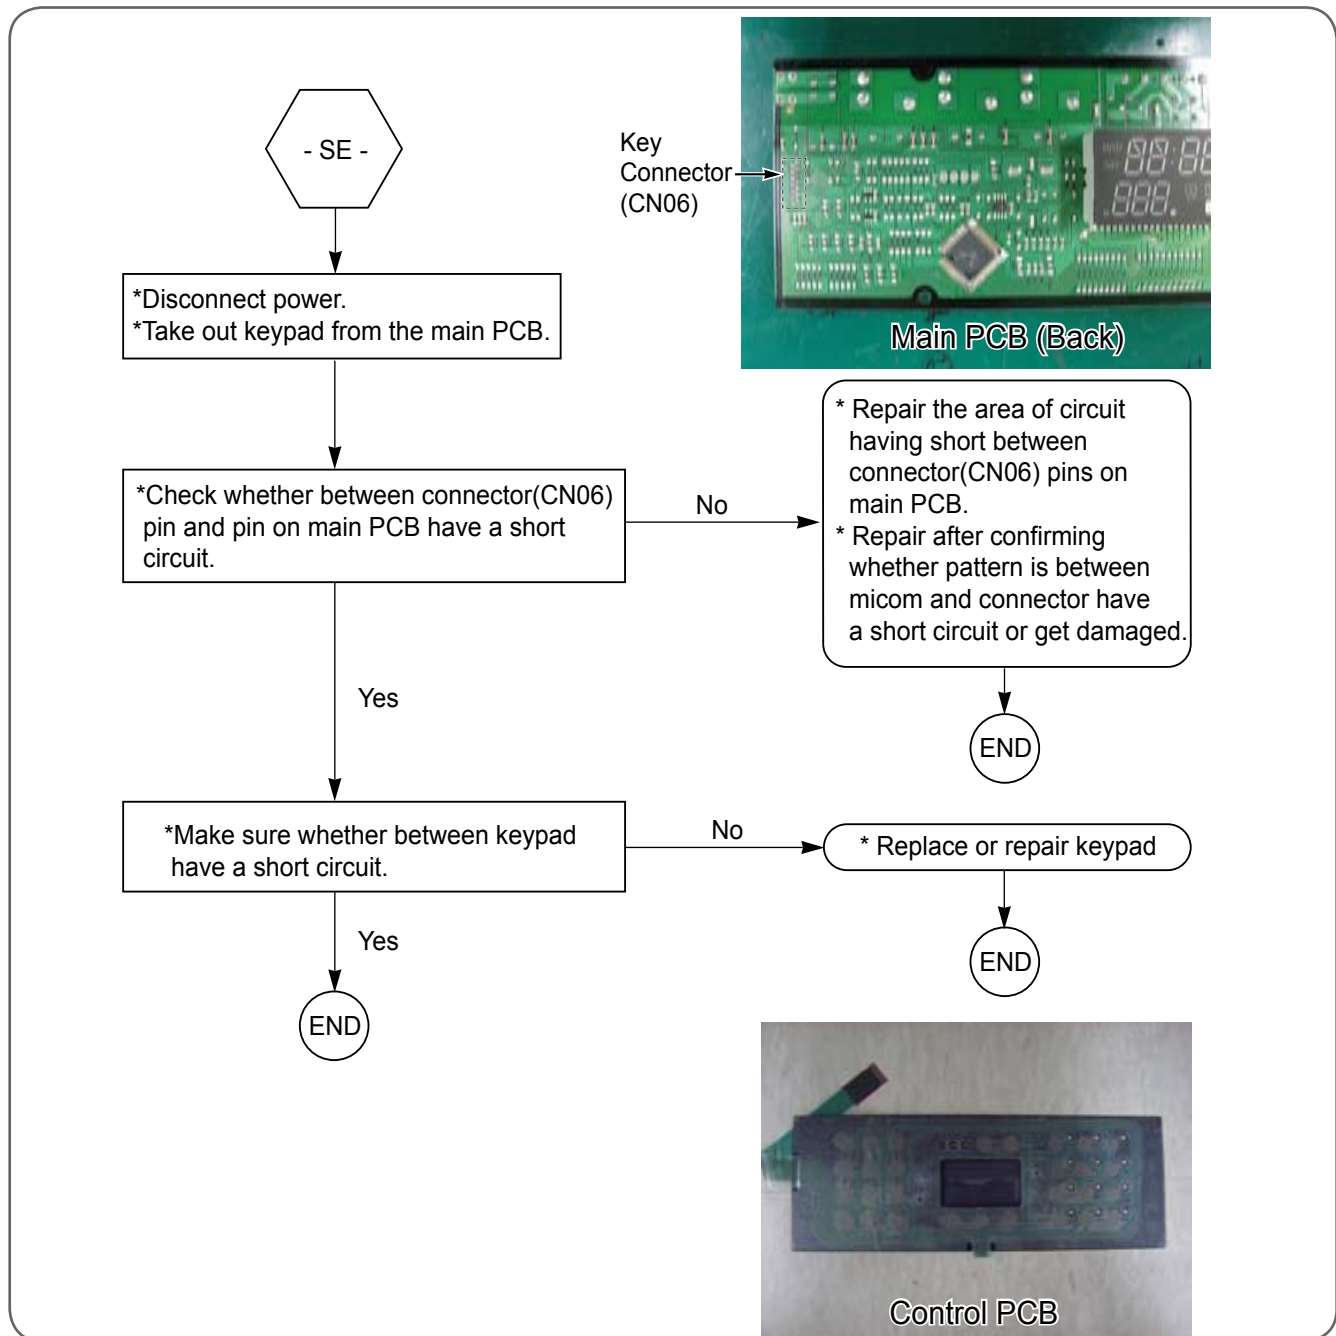 - SE -
Key
Connector
(CN06)
Main PCB (Back)
*Disconnect power.
*Take out keypad from the main PCB.
*Check whether between connector(CN06)
pin and pin on main PCB have a short
circuit.
No
* Repair the area of circuit
having short between
connector(CN06) pins on
main PCB.
* Repair after confirming
whether pattern is between
micom and connector have
a short circuit or get damaged.
END
Yes
*Make sure whether between keypad
have a short circuit.
No
* Replace or repair keypad
END
Yes
END
Control PCB